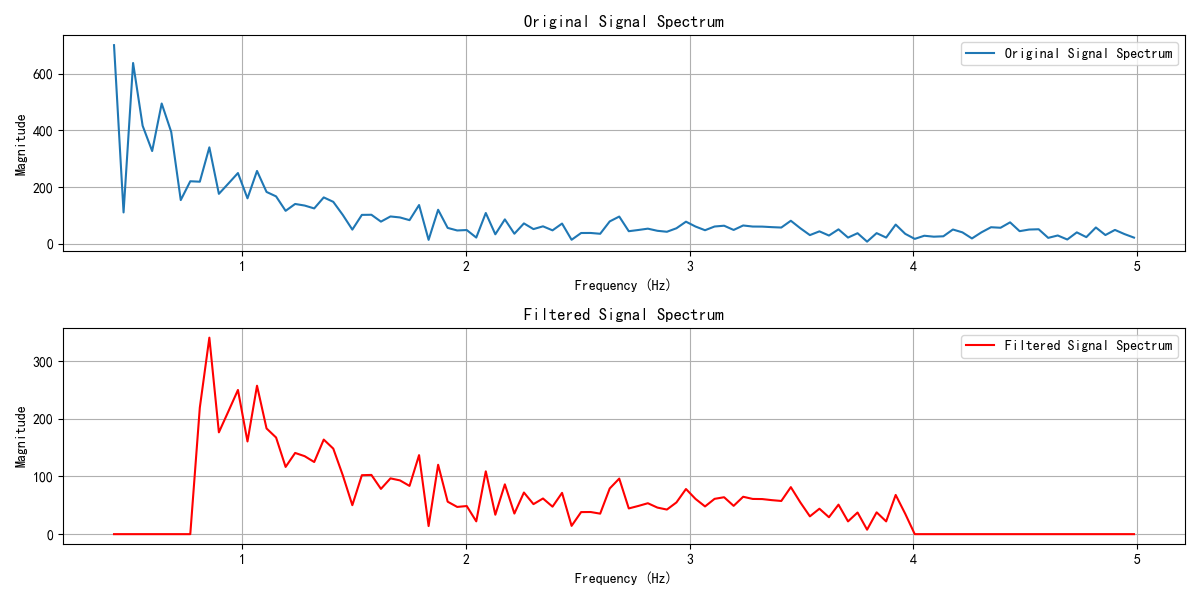 Original Signal Spectrum
Original Signal Spectrum
600
400
200
0
Magnitude
1 2 3 4 5
Frequency (Hz)
Filtered Signal Spectrum
Filtered Signal Spectrum
300
200
100
0
Magnitude
1 2 3 4 5
Frequency (Hz)